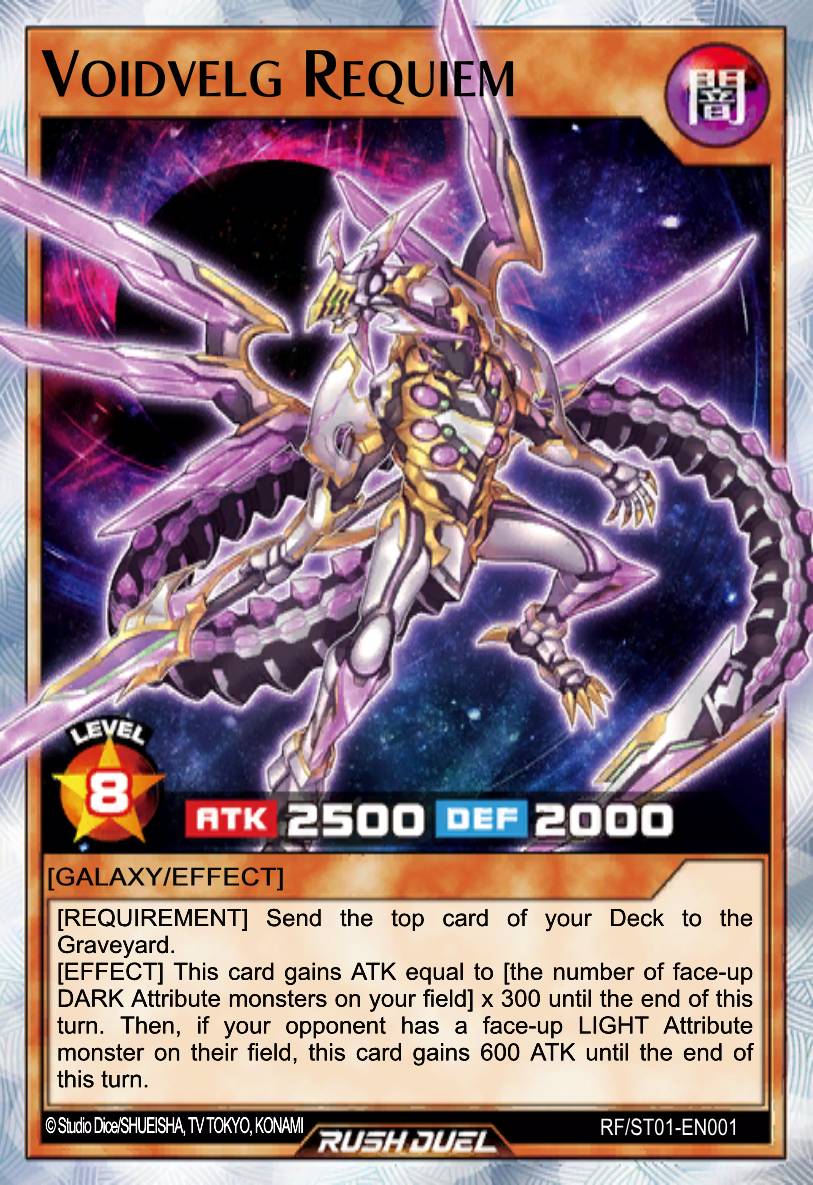 Voidvelg Requiem
闇
LEVEL
8
ATK 2500 DEF 2000
[GALAXY/EFFECT]
[REQUIREMENT] Send the top card of your Deck to the
Graveyard.
[EFFECT] This card gains ATK equal to [the number of face-up
DARK Attribute monsters on your field] x 300 until the end of this
turn. Then, if your opponent has a face-up LIGHT Attribute
monster on their field, this card gains 600 ATK until the end of
this turn.
© Studio Dice/SHUEISHA, TV TOKYO, KONAMI
RUSH DUEL
RF/ST01-EN001